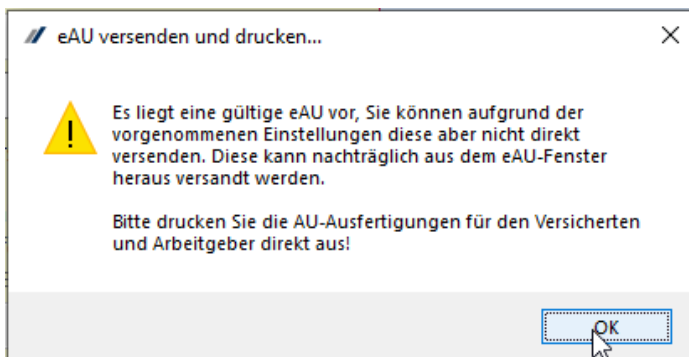 eAU versenden und drucken...
Es liegt eine gültige eAU vor, Sie können aufgrund der
vorgenommenen Einstellungen diese aber nicht direkt
versenden. Diese kann nachträglich aus dem eAU-Fenster
heraus versandt werden.
Bitte drucken Sie die AU-Ausfertigungen für den Versicherten
und Arbeitgeber direkt aus!
OK